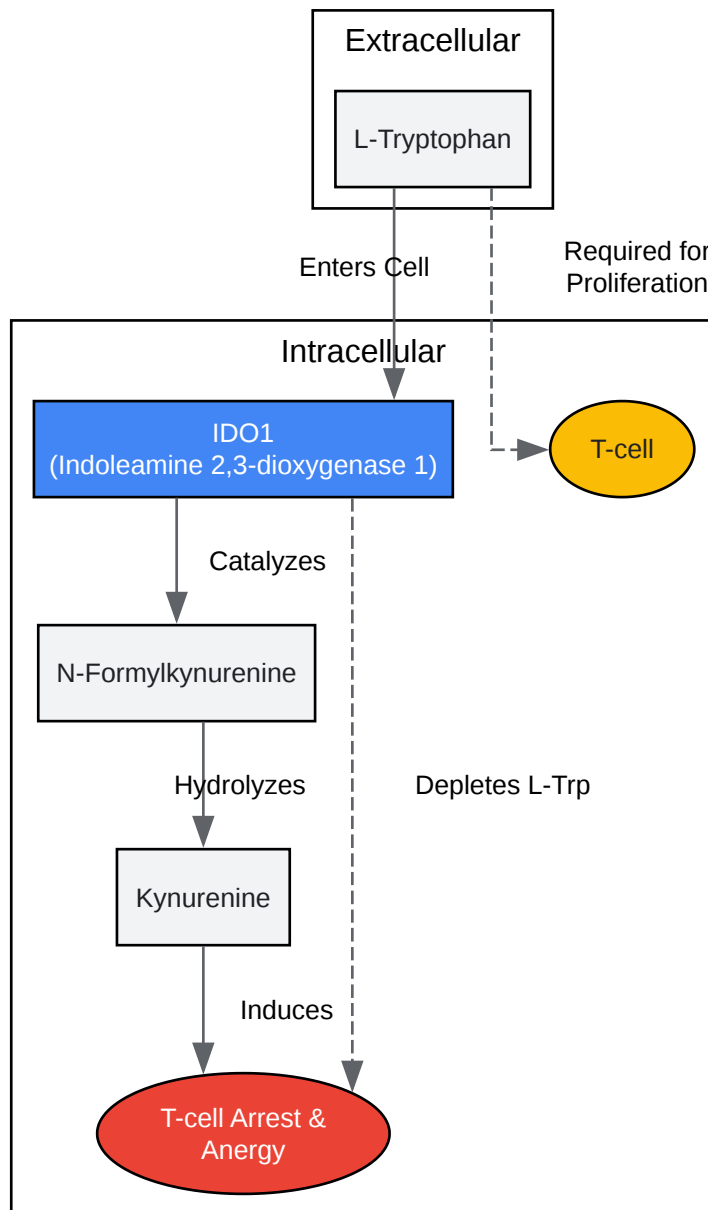 Extracellular
L-Tryptophan
Enters Cell
Required for
Proliferation
Intracellular
IDO1
(Indoleamine 2,3-dioxygenase 1)
T-cell
Catalyzes
N-Formylkynurenine
Hydrolyzes
Depletes L-Trp
Kynurenine
Induces
T-cell Arrest &
Anergy